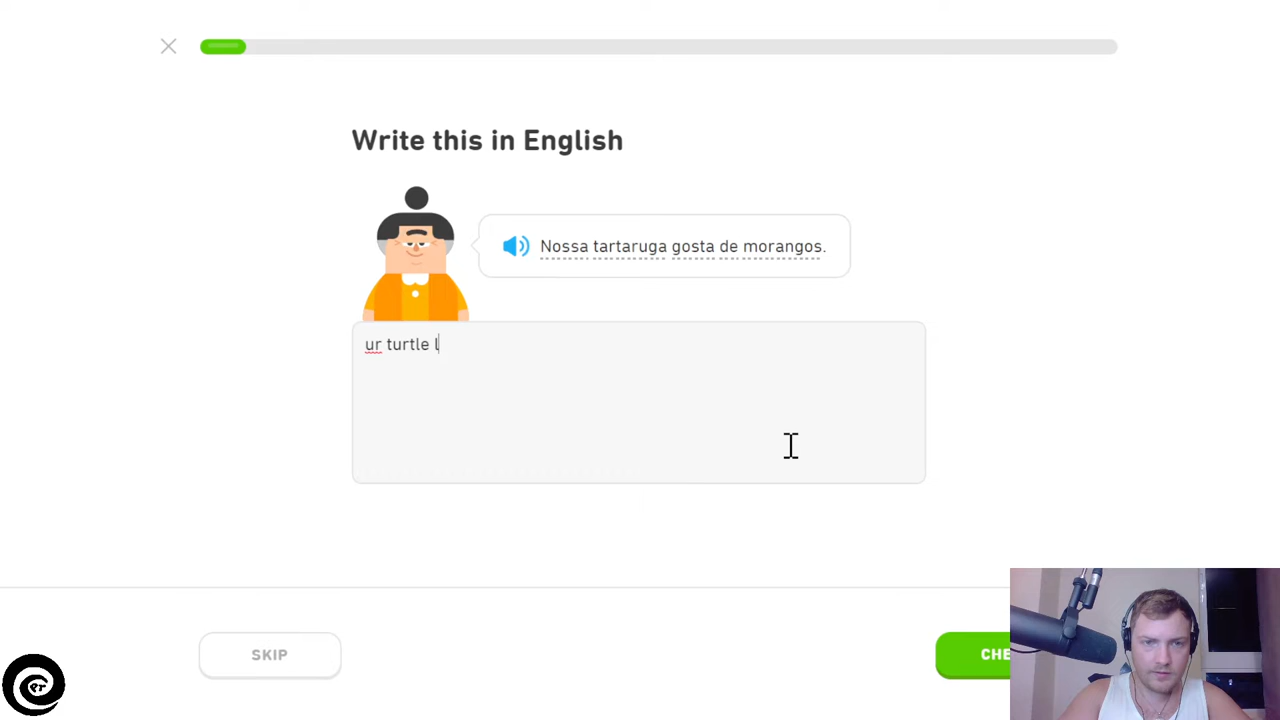 Write this in English
Nossa tartaruga gosta de morangos.
ur turtle l
SKIP
CHE